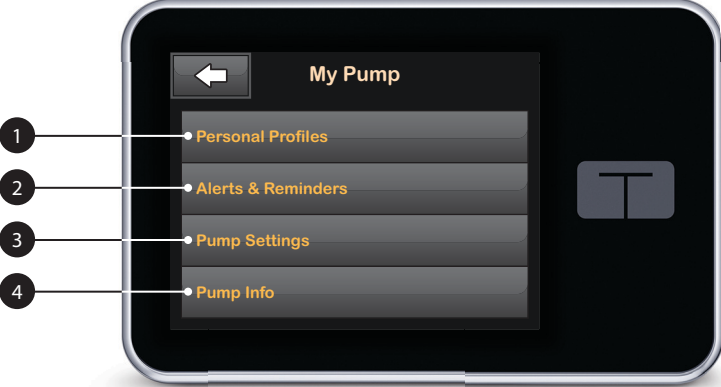 My Pump
1
Personal Profiles
2
Alerts & Reminders
3
Pump Settings
4
Pump Info